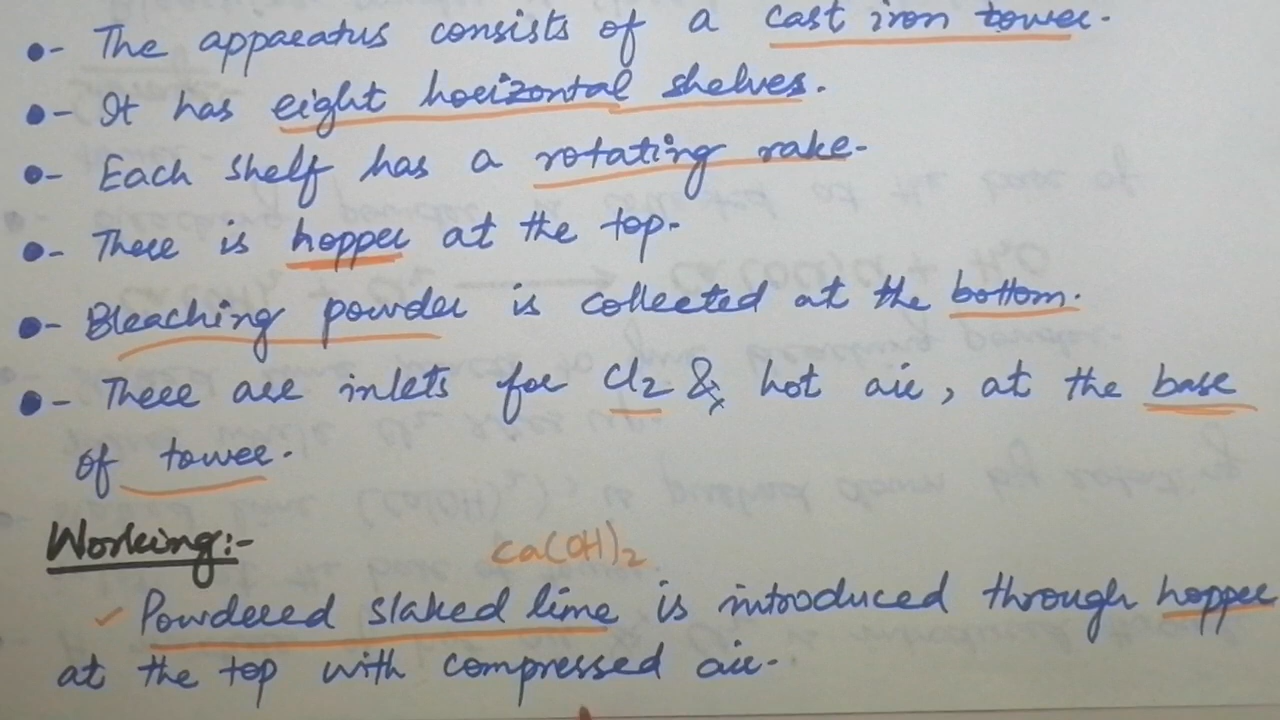 •- The apparatus consists of a cast iron tower.
•- It has eight horizontal shelves.
•- Each shelf has a rotating rake.
•- There is hopper at the top.
•- Bleaching powder is collected at the bottom.
•- There are inlets for Cl2 & hot air, at the base
of tower.
Working:-
Ca(OH)2
✓ Powdered slaked lime is introduced through hopper
at the top with compressed air.